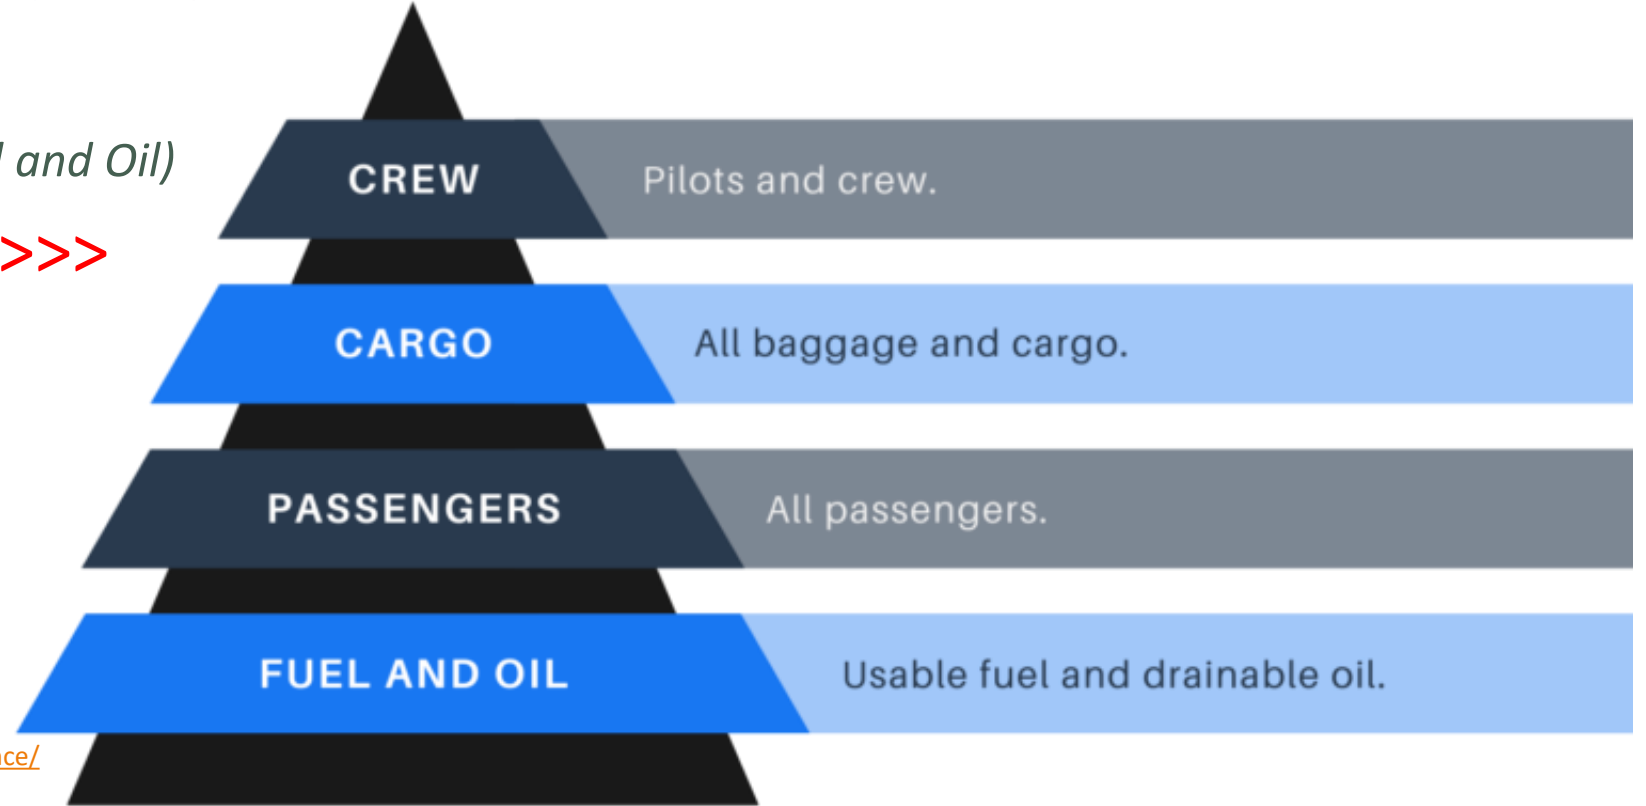 and Oil)
>>>
CREW
Pilots and crew.
CARGO
All baggage and cargo.
PASSENGERS
All passengers.
FUEL AND OIL
Usable fuel and drainable oil.
ce/